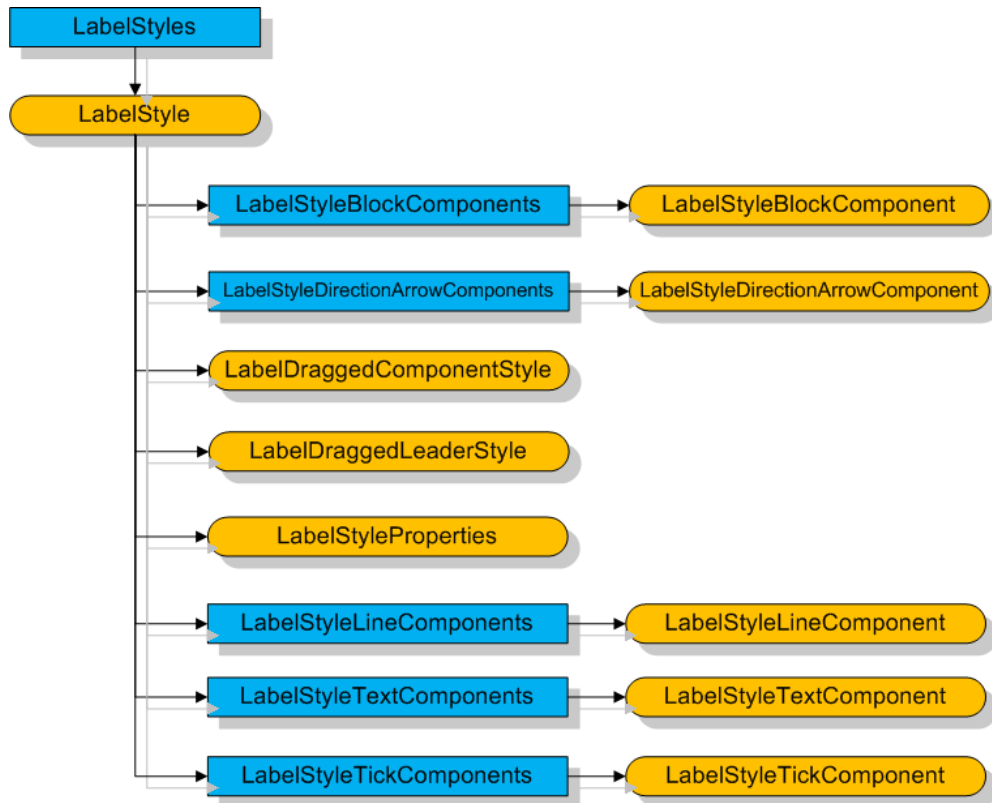 LabelStyles
LabelStyle
LabelStyleBlockComponents
LabelStyleBlockComponent
LabelStyleDirectionArrowComponents
LabelStyleDirectionArrowComponent
LabelDraggedComponentStyle
LabelDraggedLeaderStyle
LabelStyleProperties
LabelStyleLineComponents
LabelStyleLineComponent
LabelStyleTextComponents
LabelStyleTextComponent
LabelStyleTickComponents
LabelStyleTickComponent